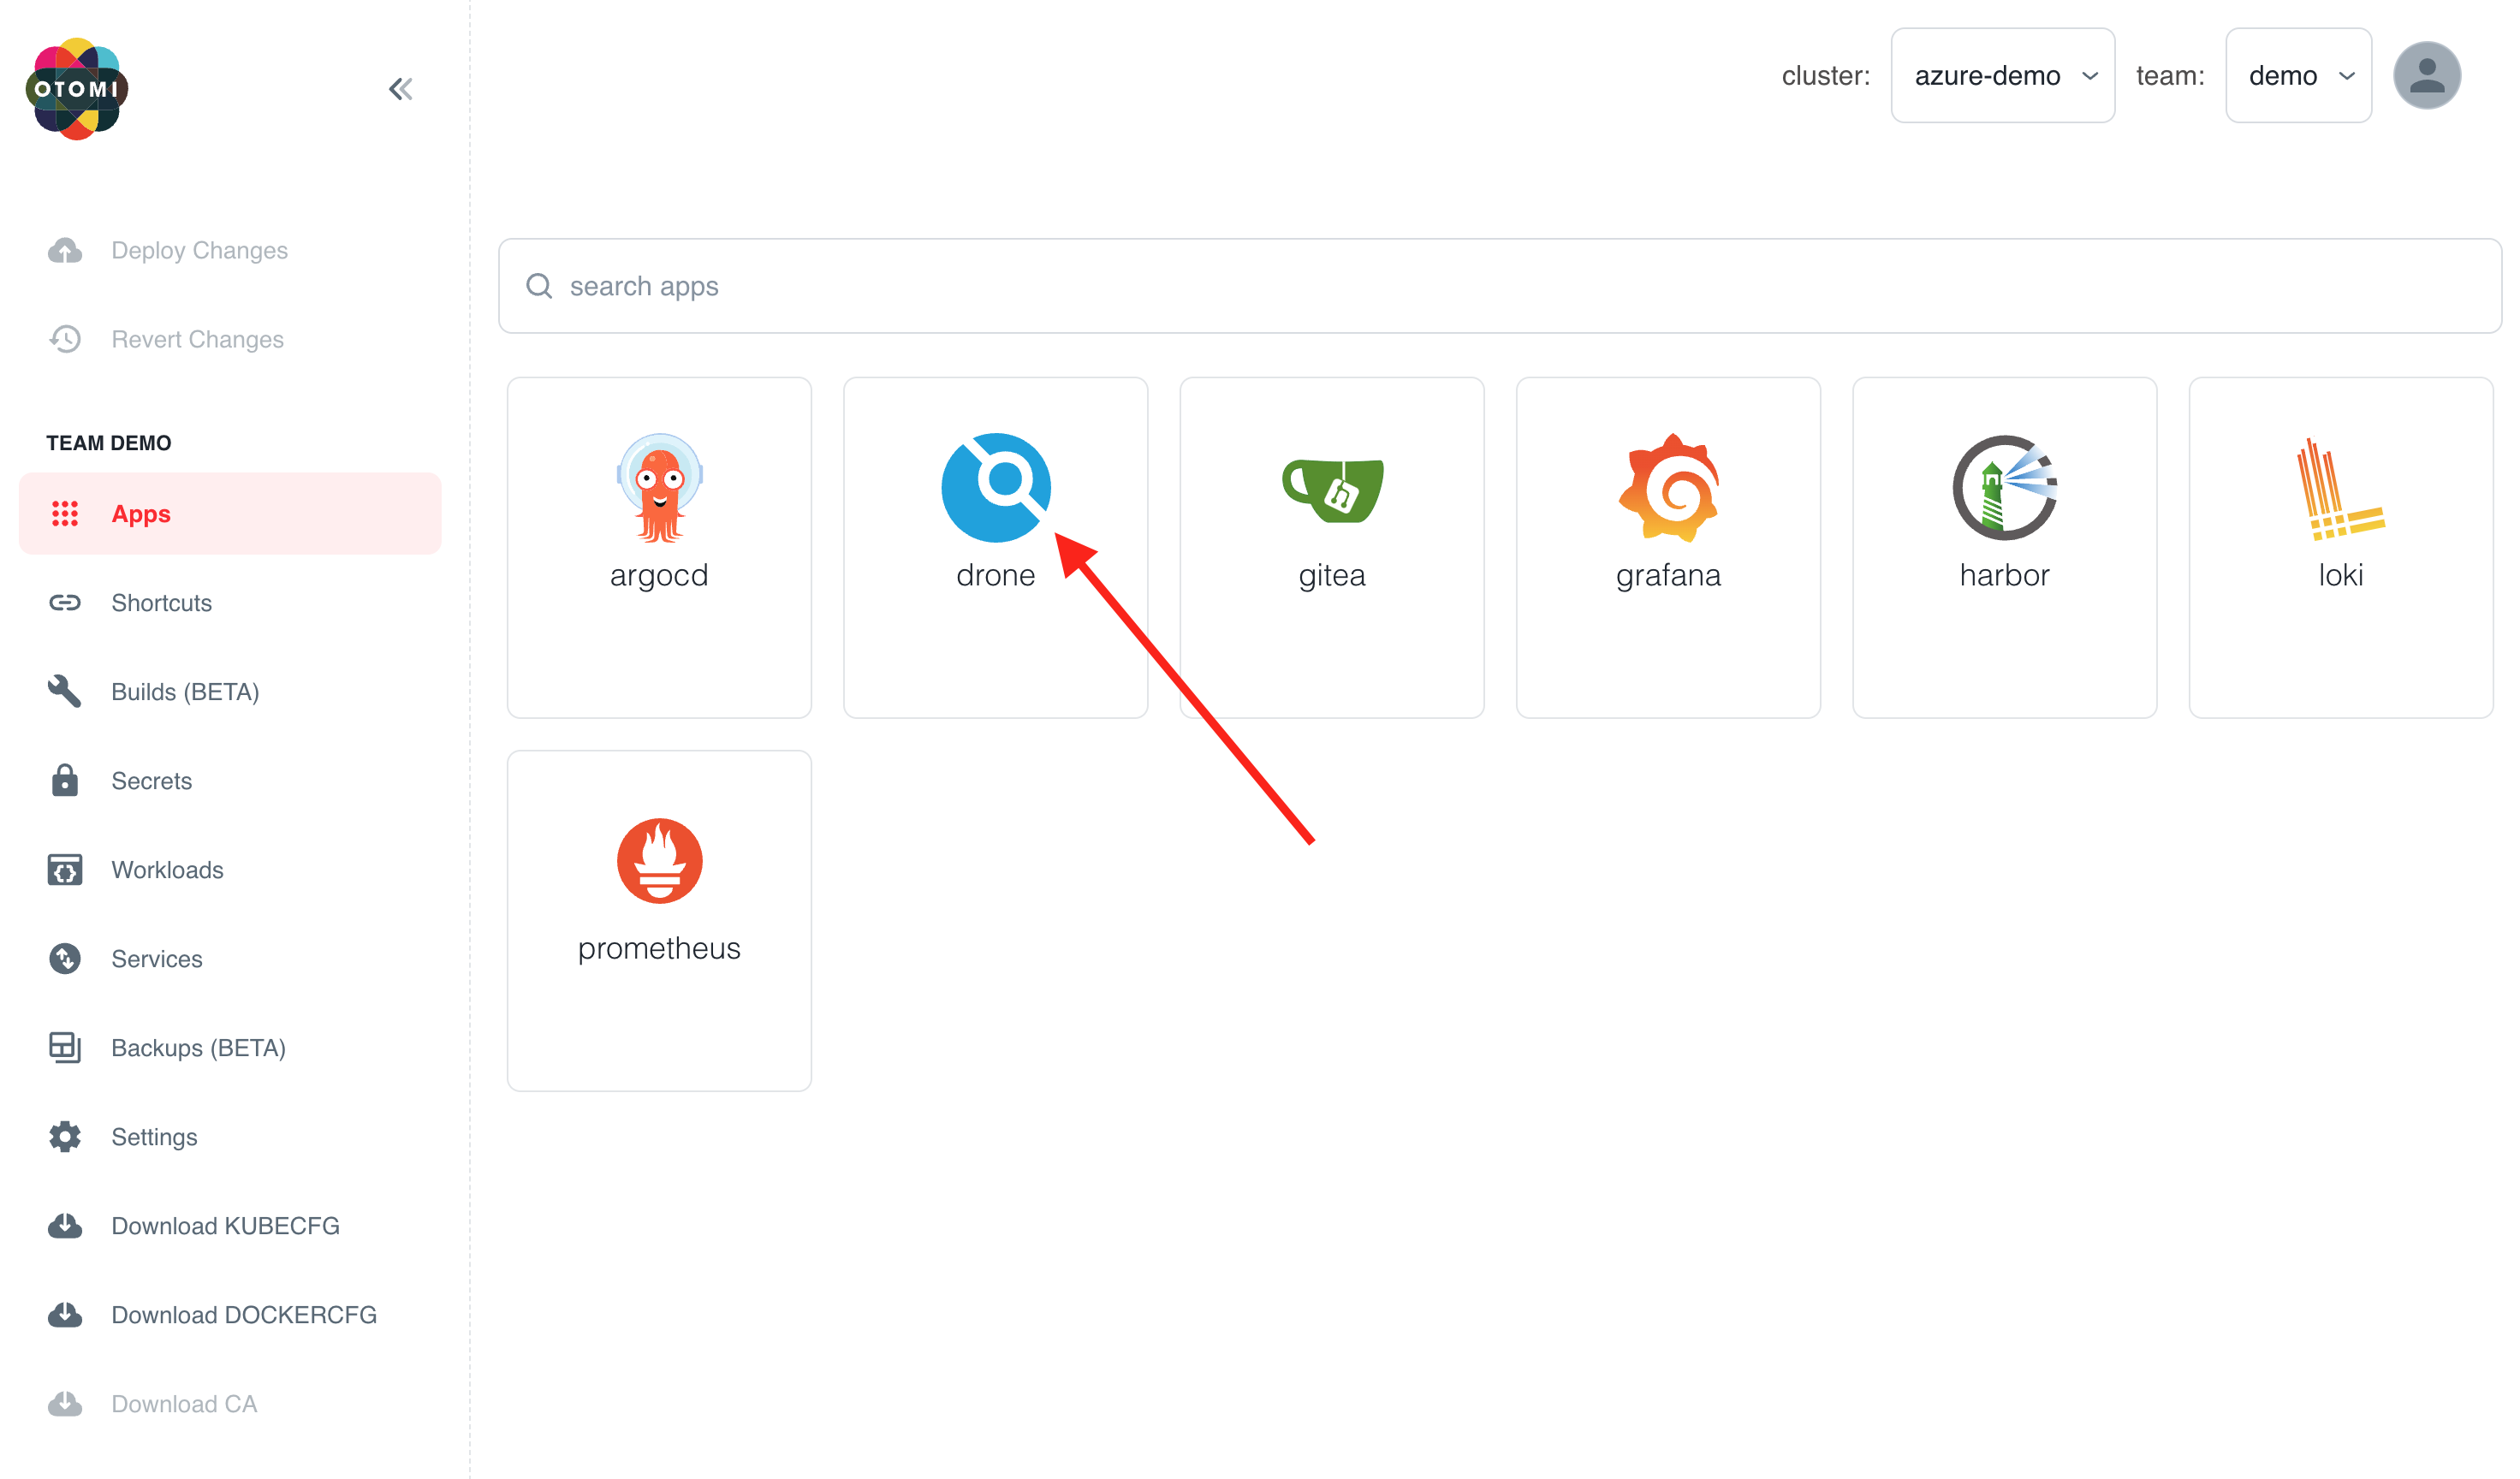 OTOMI
cluster: azure-demo team: demo
Deploy Changes
Revert Changes
TEAM DEMO
Apps
Shortcuts
Builds (BETA)
Secrets
Workloads
Services
Backups (BETA)
Settings
Download KUBECFG
Download DOCKERCFG
Download CA
search apps
argocd
drone
gitea
grafana
harbor
loki
prometheus